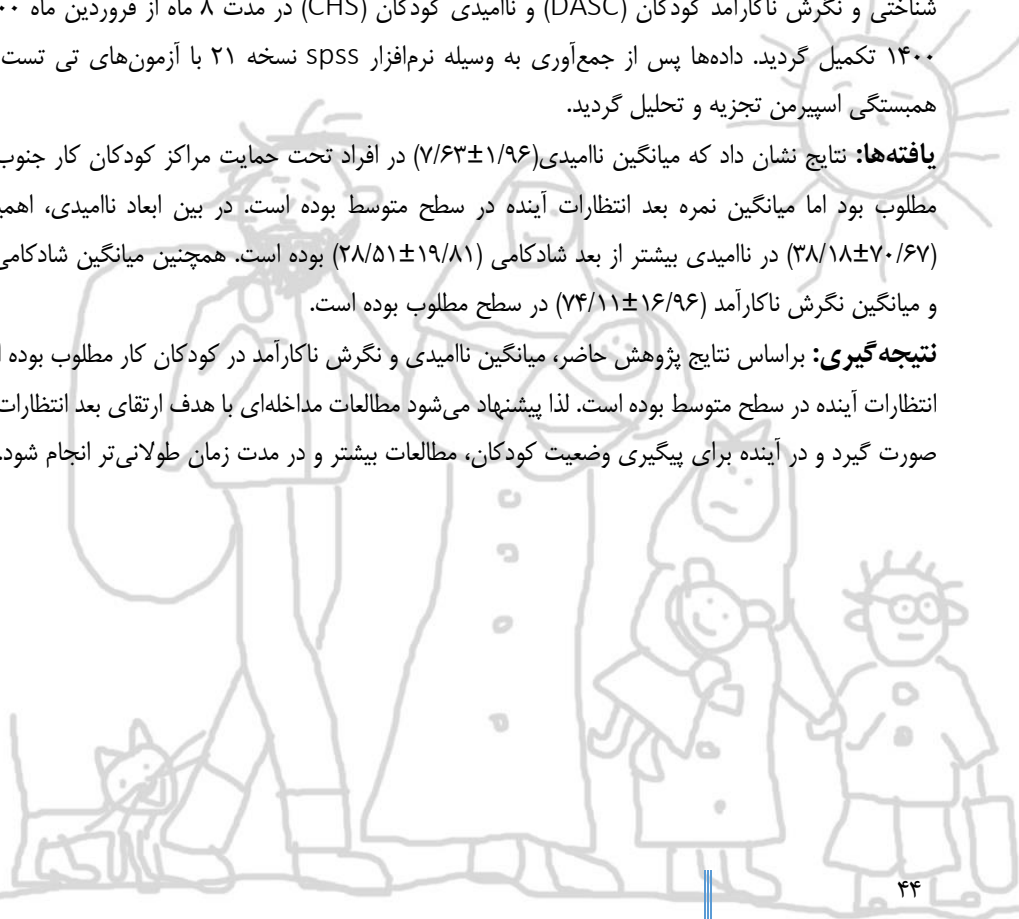 شناختی و نگرش ناکارآمد کودکان (DASC) و ناامیدی کودکان (CHS) در مدت ۸ ماه از فروردین ماه ۰۰
۱۴۰۰ تکمیل گردید. داده‌ها پس از جمع‌آوری به وسیله نرم‌افزار spss نسخه ۲۱ با آزمون‌های تی تست
همبستگی اسپیرمن تجزیه و تحلیل گردید.
یافته‌ها: نتایج نشان داد که میانگین ناامیدی(۷/۶۳±۱/۹۶) در افراد تحت حمایت مراکز کودکان کار جنوب
مطلوب بود اما میانگین نمره بعد انتظارات آینده در سطح متوسط بوده است. در بین ابعاد ناامیدی، اهمی
(۳۸/۱۸±۷۰/۶۷) در ناامیدی بیشتر از بعد شادکامی (۲۸/۵۱±۱۹/۸۱) بوده است. همچنین میانگین شادکامی
و میانگین نگرش ناکارآمد (۷۴/۱۱±۱۶/۹۶) در سطح مطلوب بوده است.
نتیجه‌گیری: براساس نتایج پژوهش حاضر، میانگین ناامیدی و نگرش ناکارآمد در کودکان کار مطلوب بوده ا
انتظارات آینده در سطح متوسط بوده است. لذا پیشنهاد می‌شود مطالعات مداخله‌ای با هدف ارتقای بعد انتظارات
صورت گیرد و در آینده برای پیگیری وضعیت کودکان، مطالعات بیشتر و در مدت زمان طولانی‌تر انجام شود.
۴۴